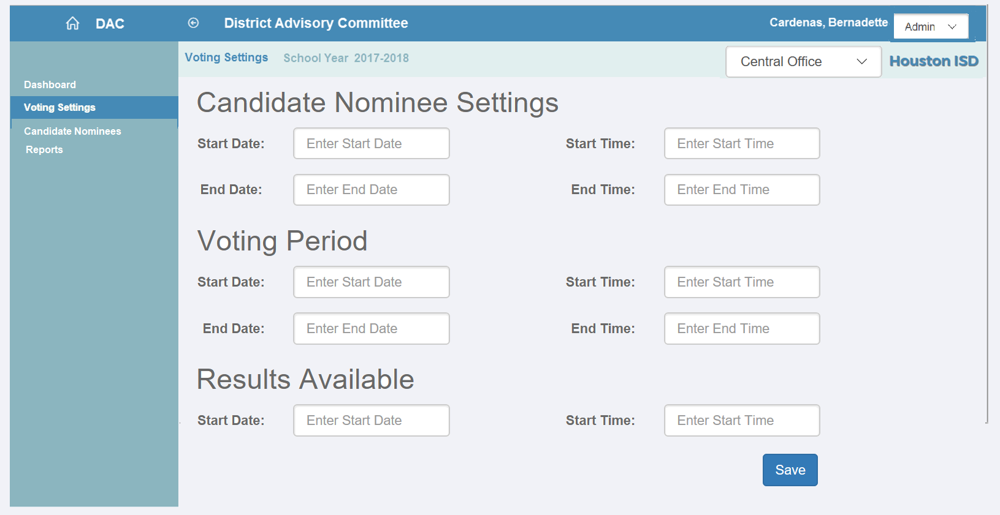 DAC District Advisory Committee Cardenas, Bernadette Admin
Voting Settings School Year 2017-2018 Central Office Houston ISD
Dashboard
Voting Settings
Candidate Nominees
Reports
Candidate Nominee Settings
Start Date: Enter Start Date Start Time: Enter Start Time
End Date: Enter End Date End Time: Enter End Time
Voting Period
Start Date: Enter Start Date Start Time: Enter Start Time
End Date: Enter End Date End Time: Enter End Time
Results Available
Start Date: Enter Start Date Start Time: Enter Start Time
Save